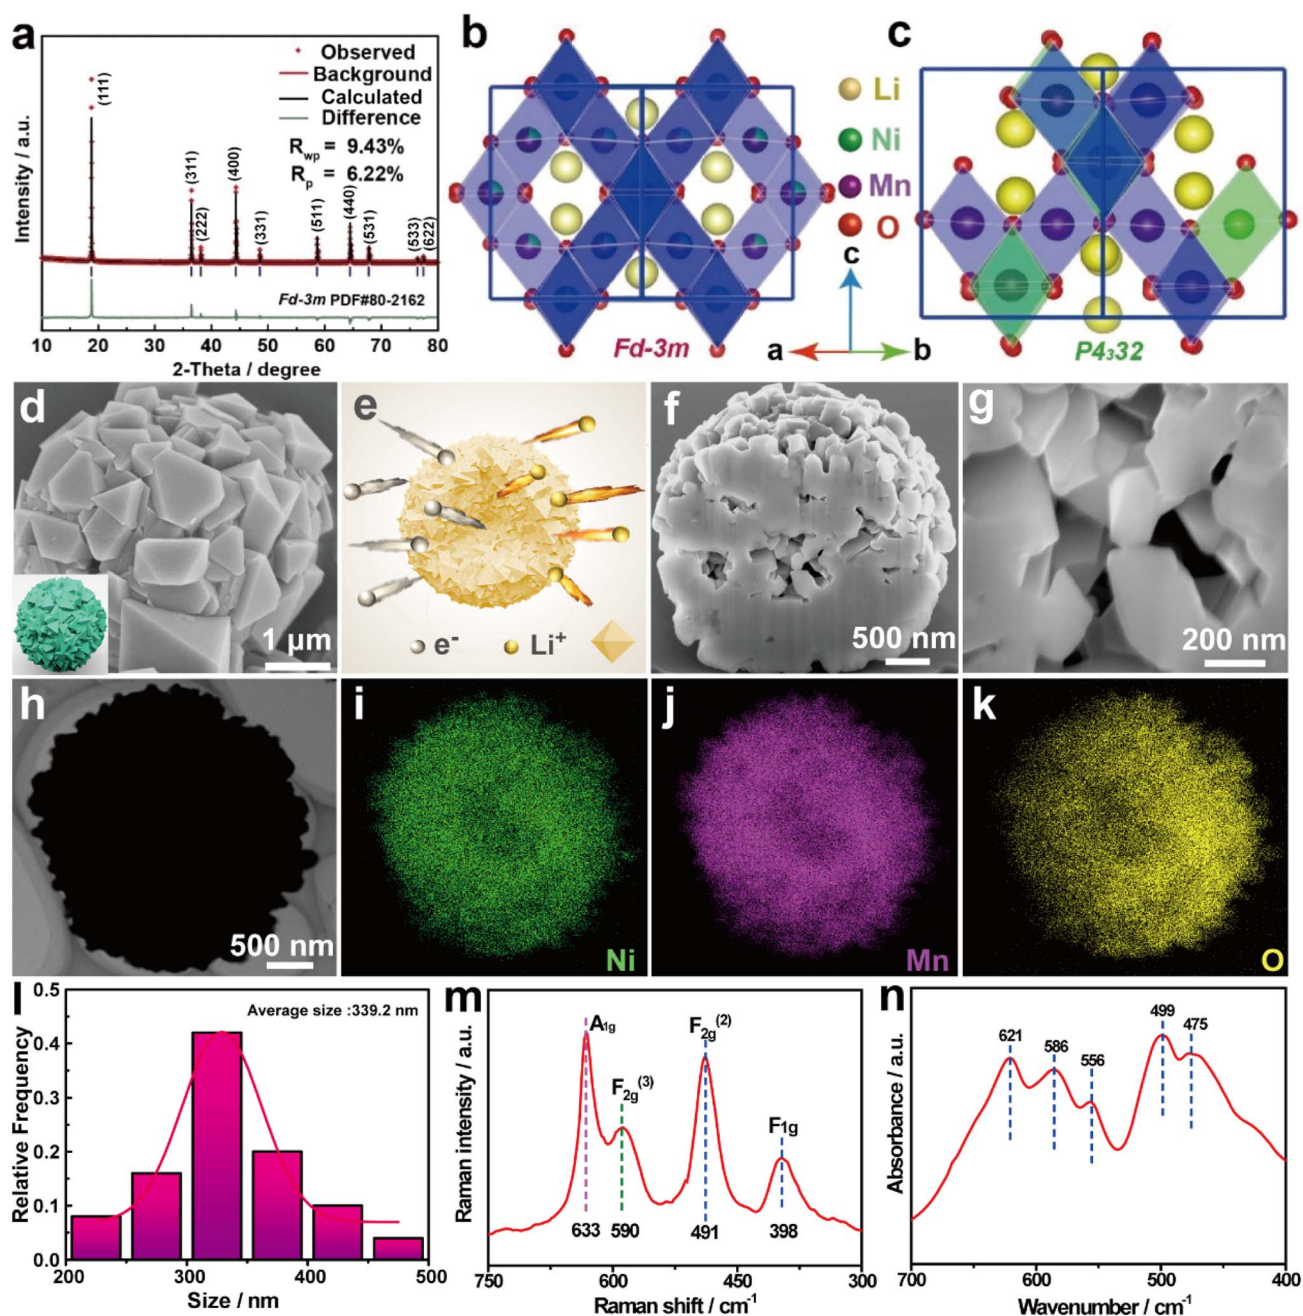 a
Observed
Background
Calculated
Difference
Rwp = 9.43%
Rp = 6.22%
(111)
(311)
(222)
(400)
(331)
(511)
(440)
(531)
(533)
(622)
Fd-3m PDF#80-2162
Intensity / a.u.
10 20 30 40 50 60 70 80
2-Theta / degree
b
Fd-3m
Li
Ni
Mn
O
c
a
b
c
P4₃32
d
1 μm
e
e⁻
Li⁺
f
500 nm
g
200 nm
h
500 nm
i
Ni
j
Mn
k
O
l
Average size :339.2 nm
Relative Frequency
0.5
0.4
0.3
0.2
0.1
0.0
200 300 400 500
Size / nm
m
A1g
F2g(3)
F2g(2)
F1g
633 590 491 398
Raman intensity / a.u.
750 600 450 300
Raman shift / cm⁻¹
n
621
586
556
499
475
Absorbance / a.u.
700 600 500 400
Wavenumber / cm⁻¹